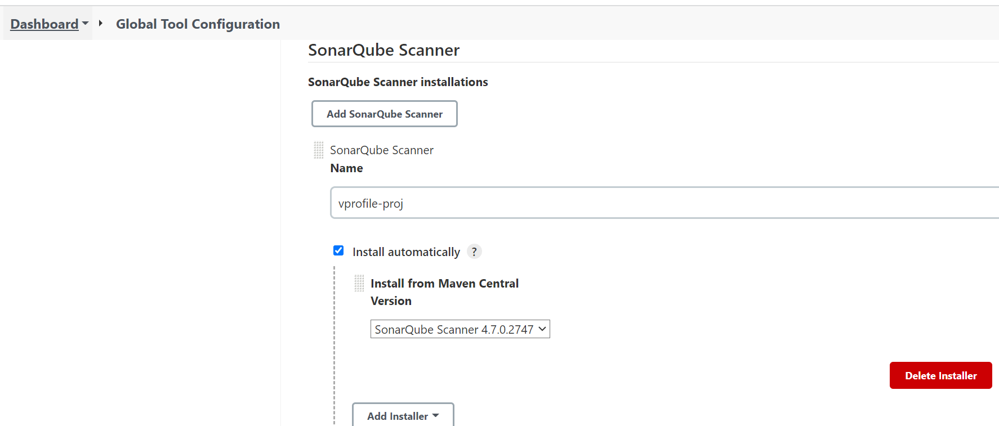 Dashboard
Global Tool Configuration
SonarQube Scanner
SonarQube Scanner installations
Add SonarQube Scanner
SonarQube Scanner
Name
vprofile-proj
Install automatically ?
Install from Maven Central
Version
SonarQube Scanner 4.7.0.2747
Delete Installer
Add Installer